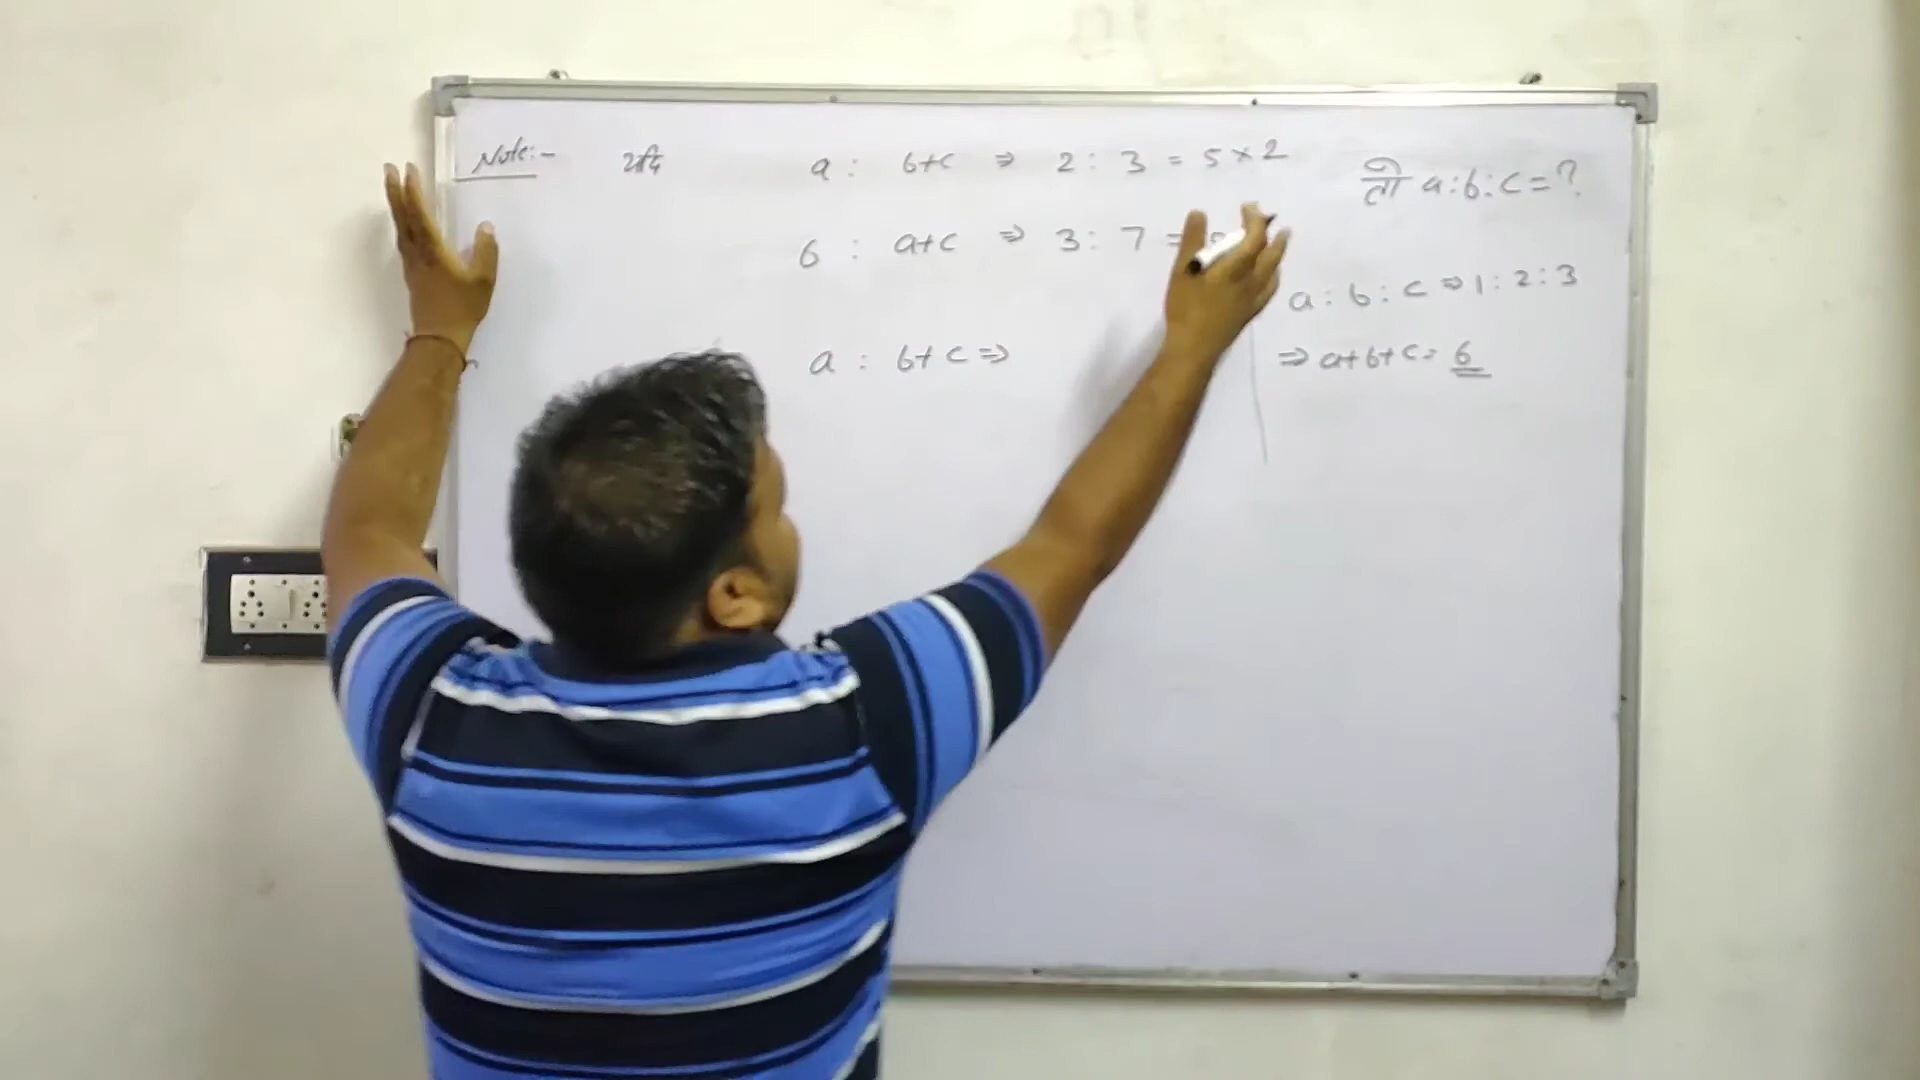 Note:- यदि a : b+c ⇒ 2 : 3 = 5×2
तो a:b:c=?
b : a+c ⇒ 3 : 7 =
a : b : c ⇒ 1 : 2 : 3
a : b+c ⇒
⇒ a+b+c= 6